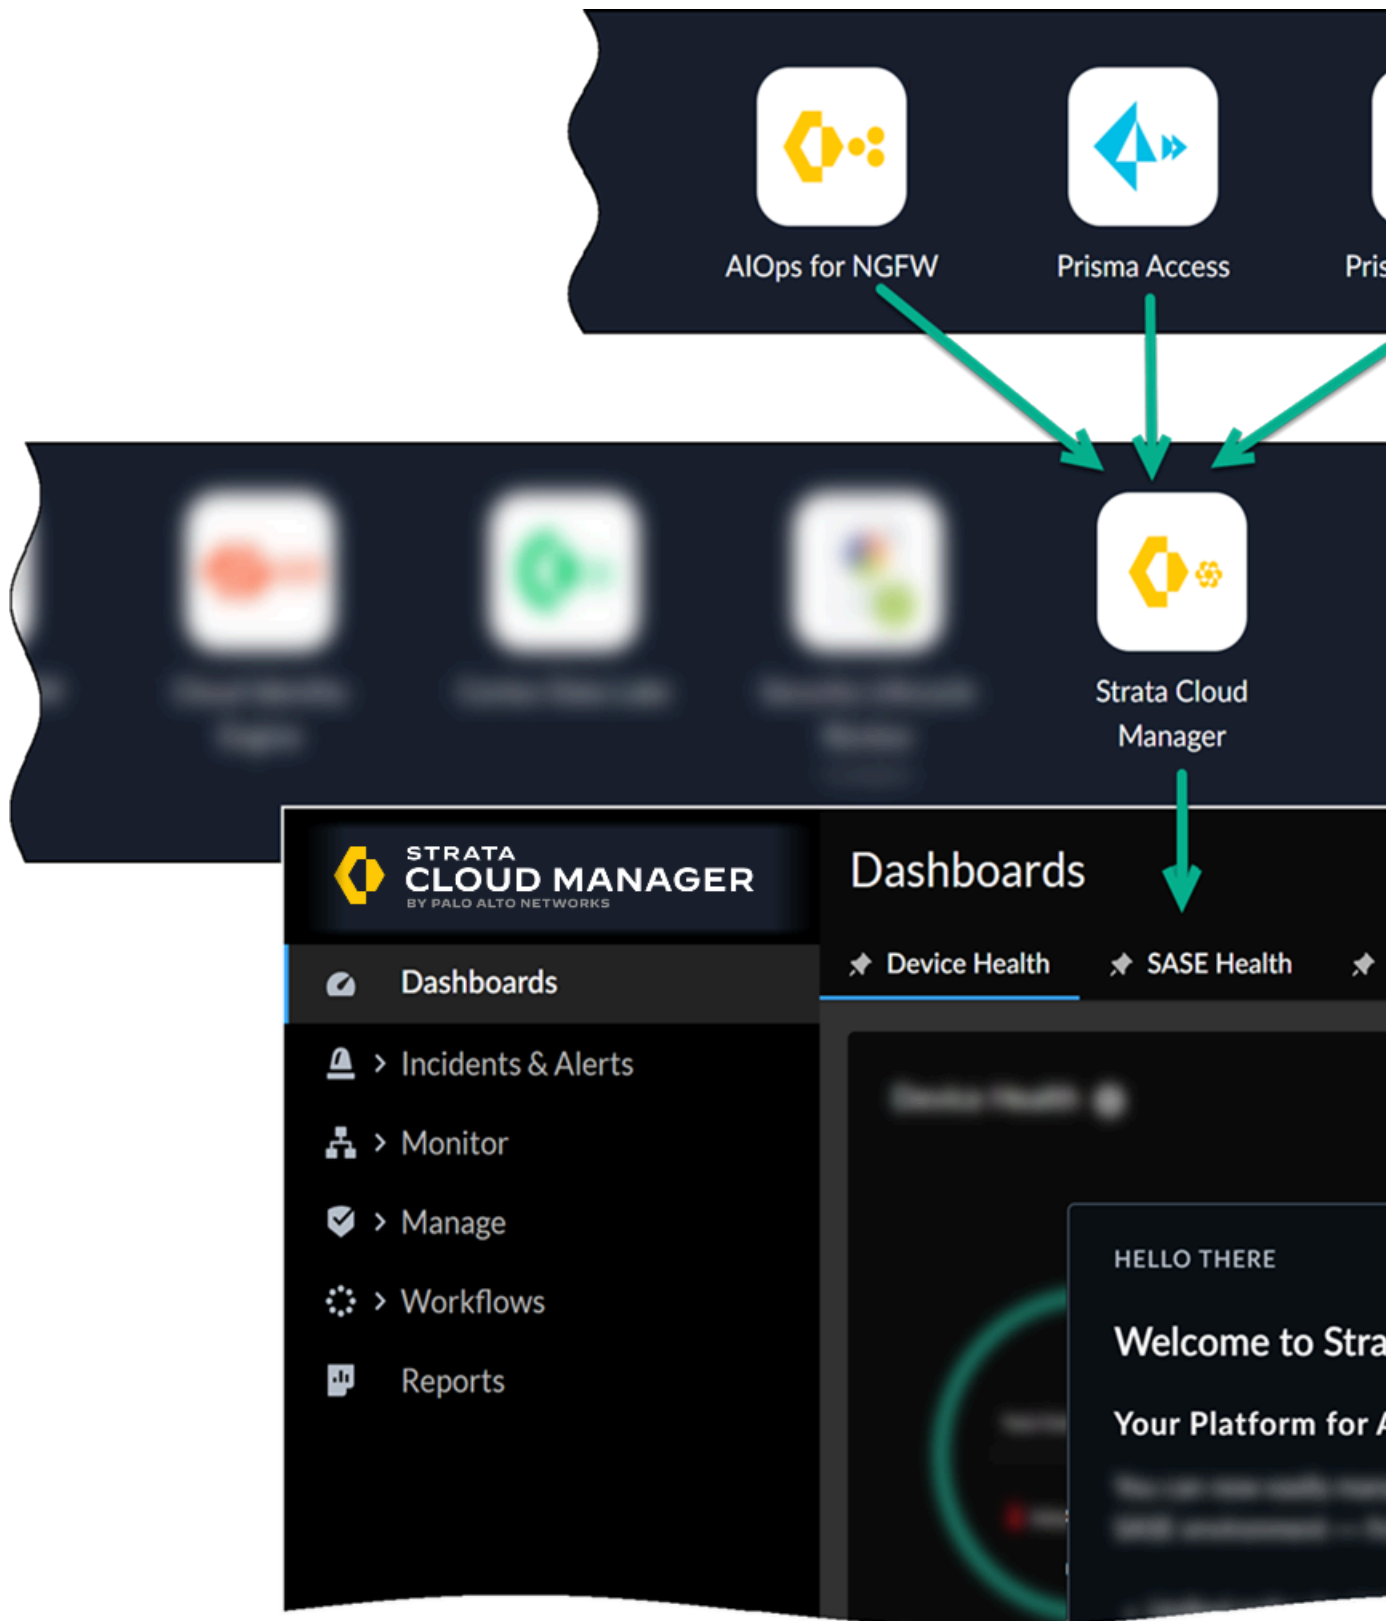 AIOps for NGFW
Prisma Access
Pris
Strata Cloud
Manager
STRATA
CLOUD MANAGER
BY PALO ALTO NETWORKS
Dashboards
Device Health
SASE Health
Dashboards
Incidents & Alerts
Monitor
Manage
Workflows
Reports
HELLO THERE
Welcome to Stra
Your Platform for A